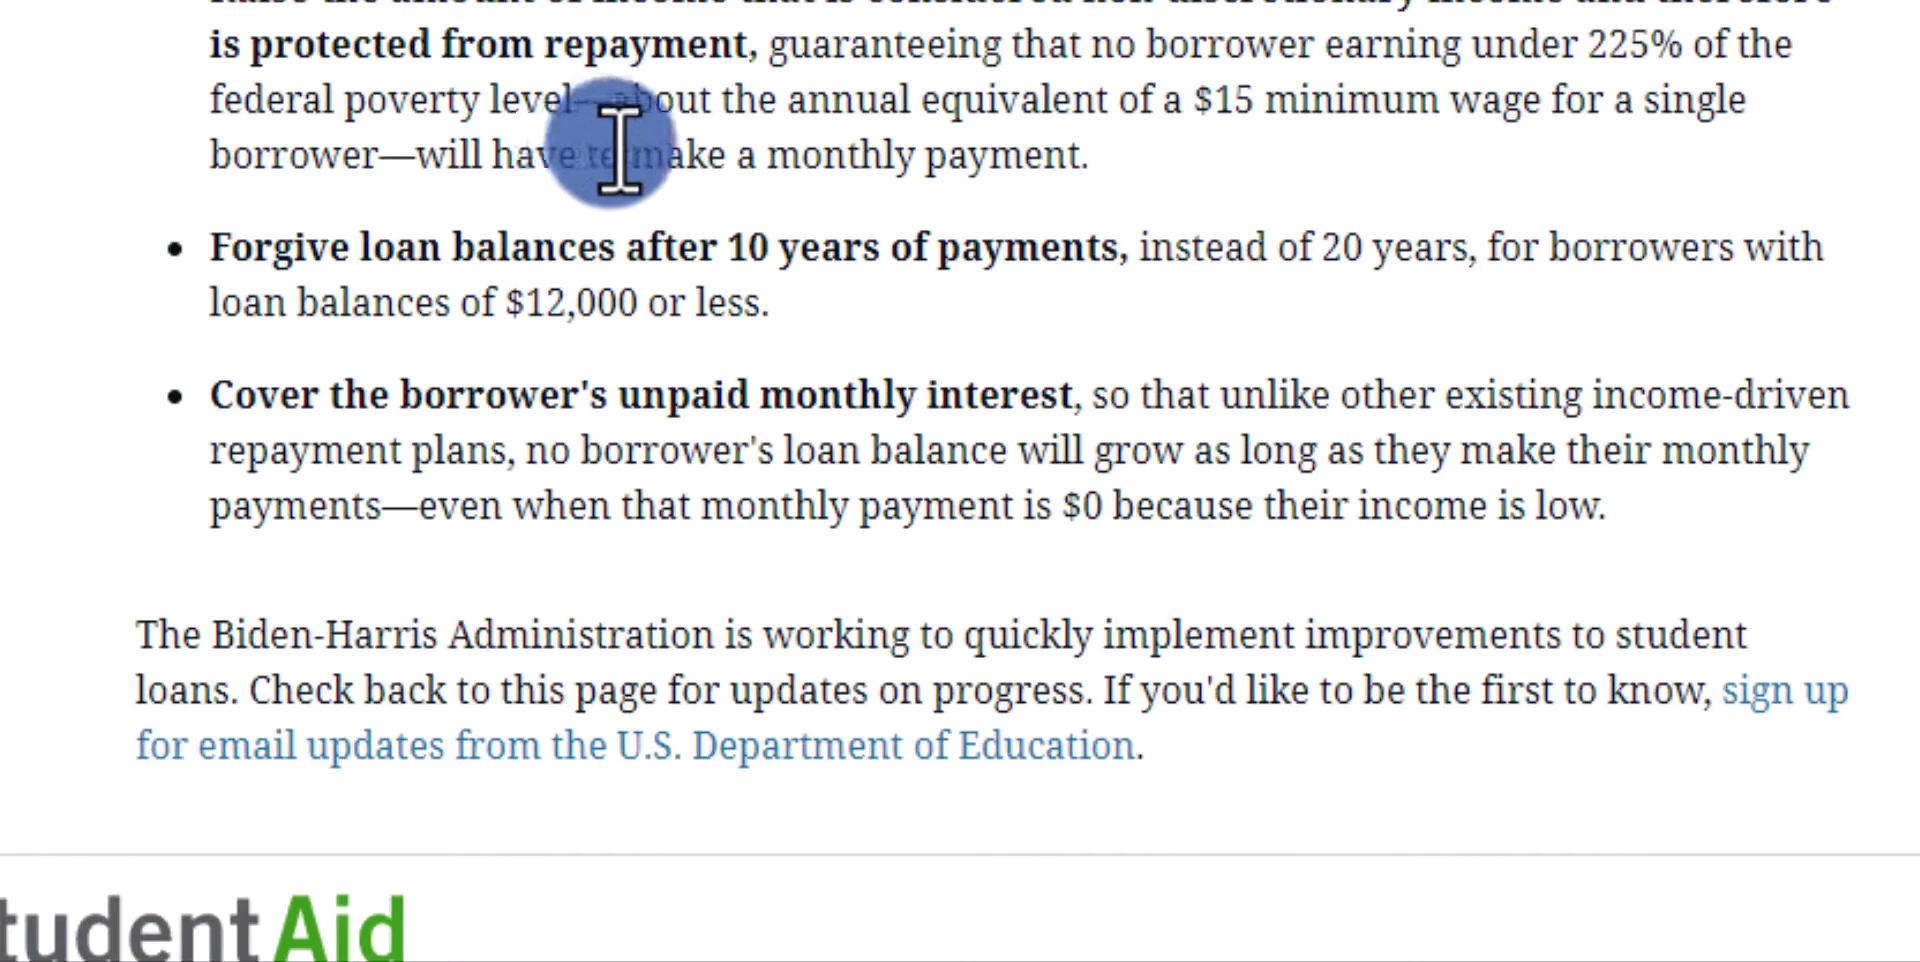 is protected from repayment, guaranteeing that no borrower earning under 225% of the
federal poverty level—about the annual equivalent of a $15 minimum wage for a single
borrower—will have to make a monthly payment.
• Forgive loan balances after 10 years of payments, instead of 20 years, for borrowers with
loan balances of $12,000 or less.
• Cover the borrower's unpaid monthly interest, so that unlike other existing income-driven
repayment plans, no borrower's loan balance will grow as long as they make their monthly
payments—even when that monthly payment is $0 because their income is low.
The Biden-Harris Administration is working to quickly implement improvements to student
loans. Check back to this page for updates on progress. If you'd like to be the first to know, sign up
for email updates from the U.S. Department of Education.
tudent Aid